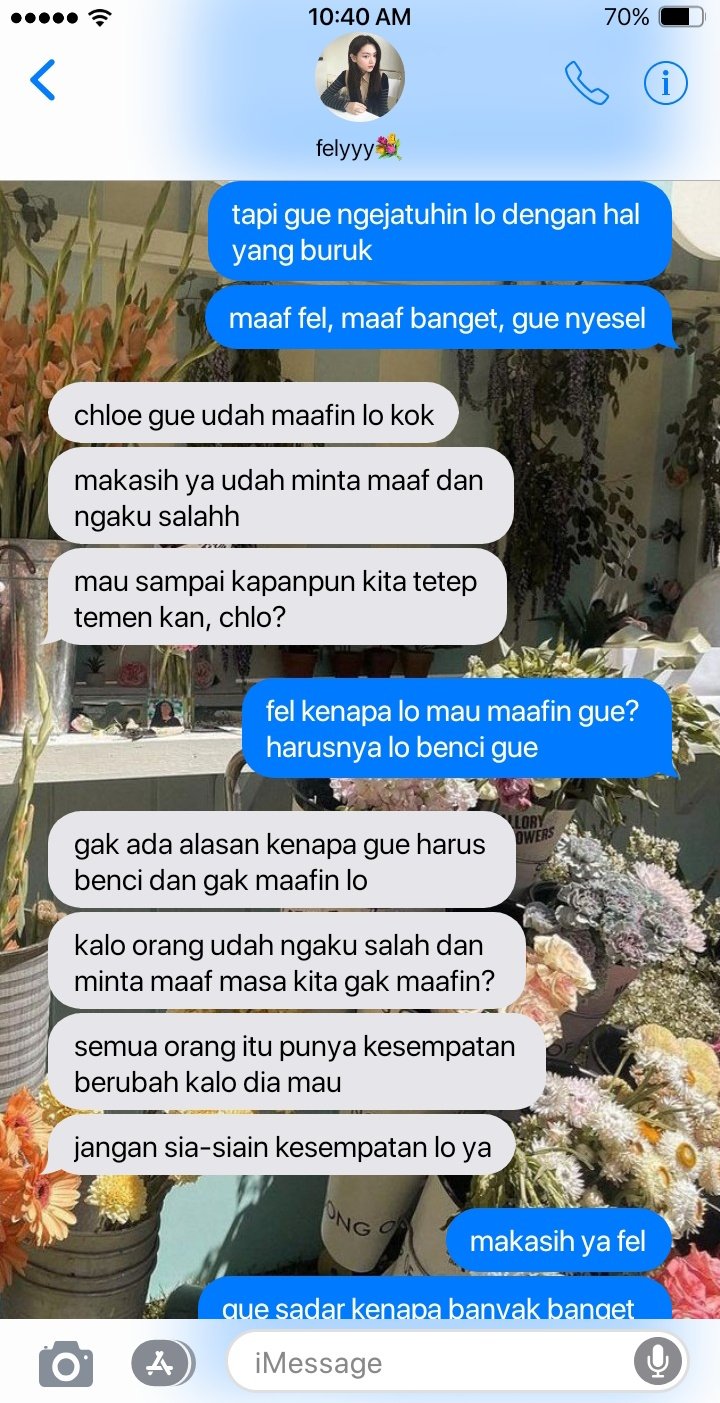 10:40 AM
70%
felyyy
tapi gue ngejatuhin lo dengan hal
yang buruk
maaf fel, maaf banget, gue nyesel
chloe gue udah maafin lo kok
makasih ya udah minta maaf dan
ngaku salahh
mau sampai kapanpun kita tetep
temen kan, chlo?
fel kenapa lo mau maafin gue?
harusnya lo benci gue
gak ada alasan kenapa gue harus
benci dan gak maafin lo
kalo orang udah ngaku salah dan
minta maaf masa kita gak maafin?
semua orang itu punya kesempatan
berubah kalo dia mau
jangan sia-siain kesempatan lo ya
makasih ya fel
gue sadar kenapa banyak banget
iMessage